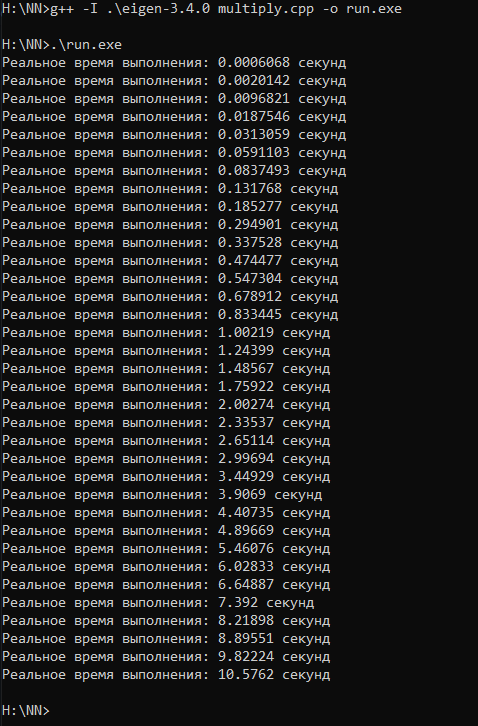 H:\NN>g++ -I .\eigen-3.4.0 multiply.cpp -o run.exe
H:\NN>.\run.exe
Реальное время выполнения: 0.0006068 секунд
Реальное время выполнения: 0.0020142 секунд
Реальное время выполнения: 0.0096821 секунд
Реальное время выполнения: 0.0187546 секунд
Реальное время выполнения: 0.0313059 секунд
Реальное время выполнения: 0.0591103 секунд
Реальное время выполнения: 0.0837493 секунд
Реальное время выполнения: 0.131768 секунд
Реальное время выполнения: 0.185277 секунд
Реальное время выполнения: 0.294901 секунд
Реальное время выполнения: 0.337528 секунд
Реальное время выполнения: 0.474477 секунд
Реальное время выполнения: 0.547304 секунд
Реальное время выполнения: 0.678912 секунд
Реальное время выполнения: 0.833445 секунд
Реальное время выполнения: 1.00219 секунд
Реальное время выполнения: 1.24399 секунд
Реальное время выполнения: 1.48567 секунд
Реальное время выполнения: 1.75922 секунд
Реальное время выполнения: 2.00274 секунд
Реальное время выполнения: 2.33537 секунд
Реальное время выполнения: 2.65114 секунд
Реальное время выполнения: 2.99694 секунд
Реальное время выполнения: 3.44929 секунд
Реальное время выполнения: 3.9069 секунд
Реальное время выполнения: 4.40735 секунд
Реальное время выполнения: 4.89669 секунд
Реальное время выполнения: 5.46076 секунд
Реальное время выполнения: 6.02833 секунд
Реальное время выполнения: 6.64887 секунд
Реальное время выполнения: 7.392 секунд
Реальное время выполнения: 8.21898 секунд
Реальное время выполнения: 8.89551 секунд
Реальное время выполнения: 9.82224 секунд
Реальное время выполнения: 10.5762 секунд
H:\NN>